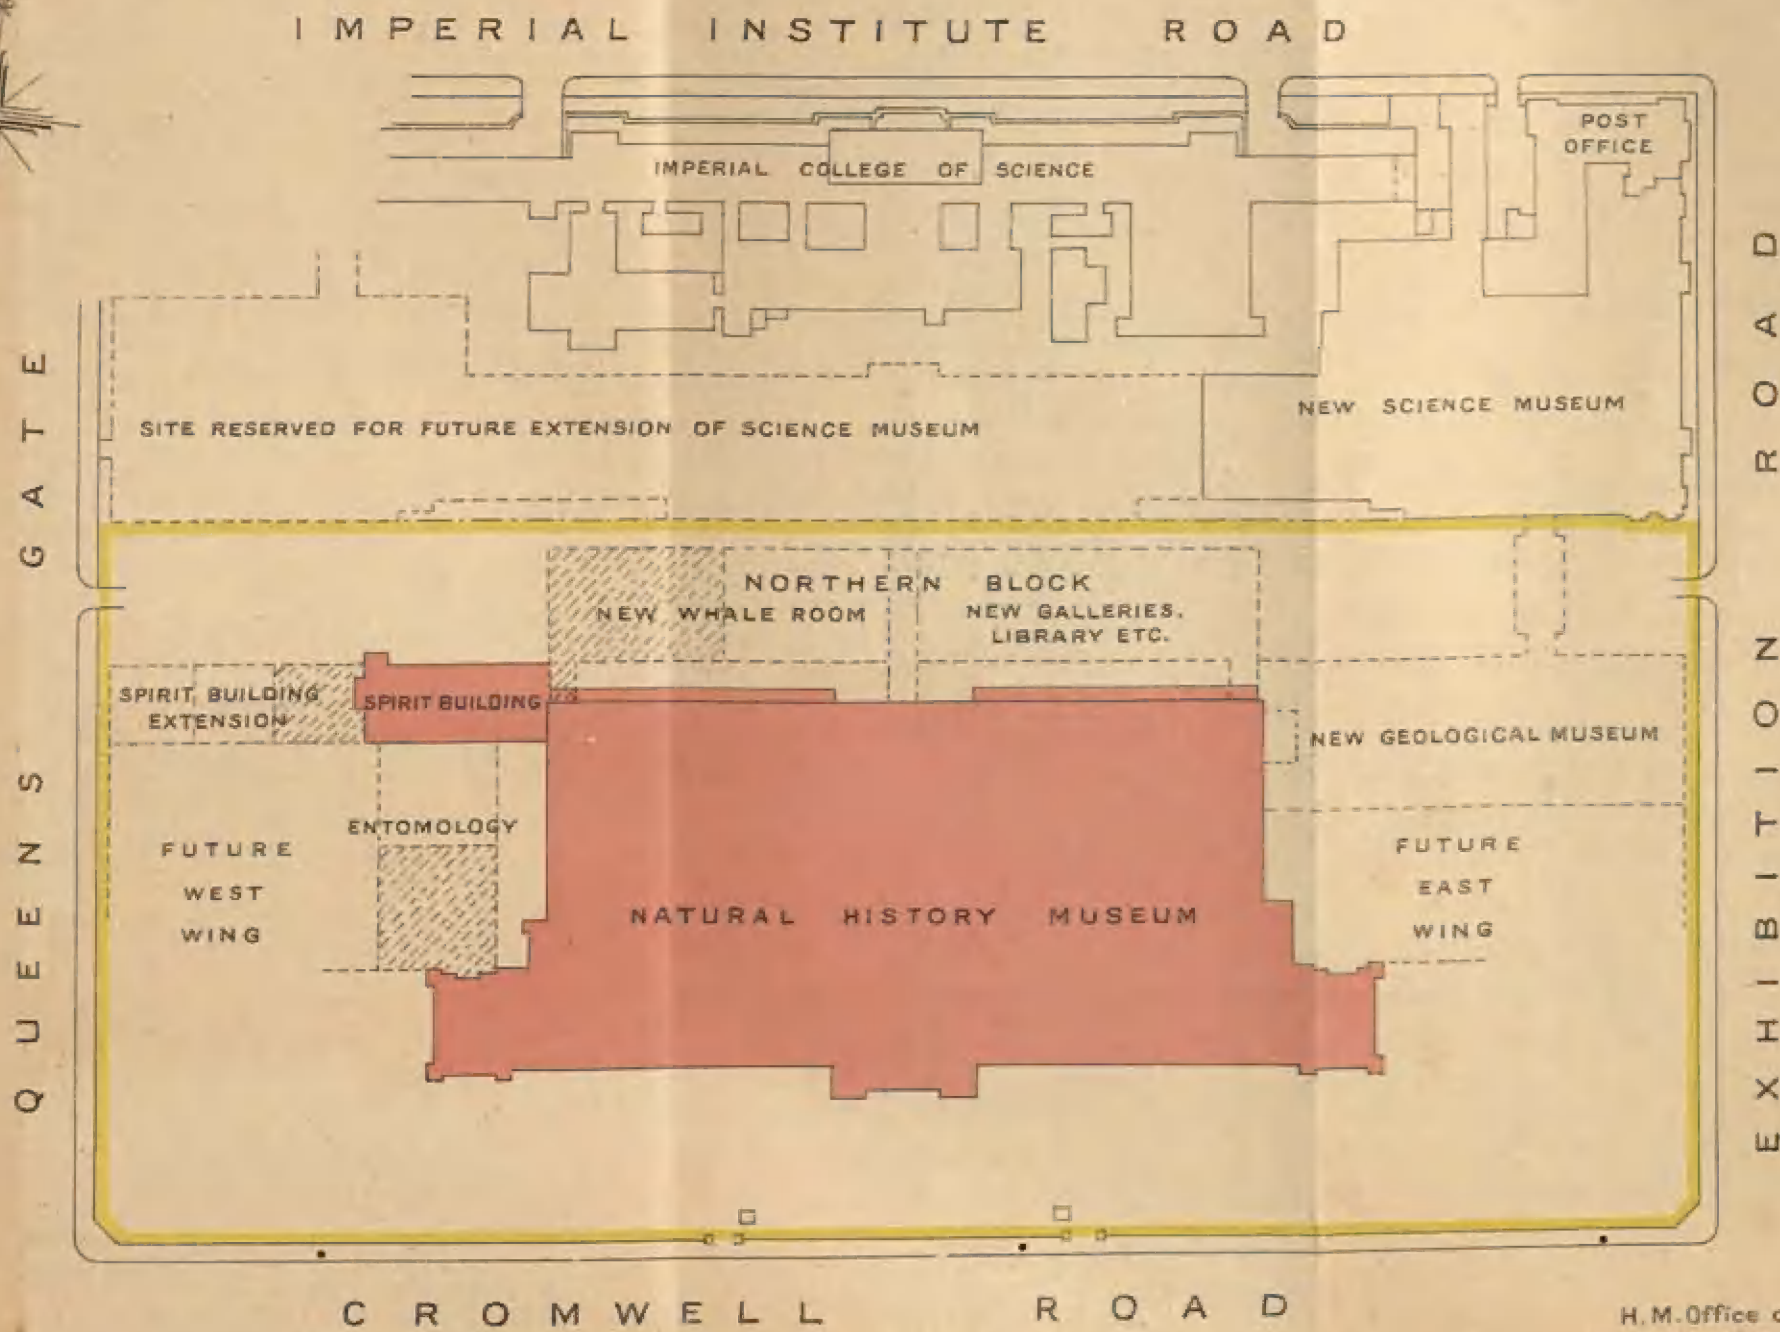 IMPERIAL INSTITUTE ROAD
POST
OFFICE
IMPERIAL COLLEGE OF SCIENCE
NEW SCIENCE MUSEUM
SITE RESERVED FOR FUTURE EXTENSION OF SCIENCE MUSEUM
QUEENS GATE
EXHIBITION ROAD
NORTHERN BLOCK
NEW WHALE ROOM
NEW GALLERIES.
LIBRARY ETC.
SPIRIT BUILDING
EXTENSION
SPIRIT BUILDING
NEW GEOLOGICAL MUSEUM
ENTOMOLOGY
FUTURE
WEST
WING
FUTURE
EAST
WING
NATURAL HISTORY MUSEUM
CROMWELL ROAD
H.M.Office